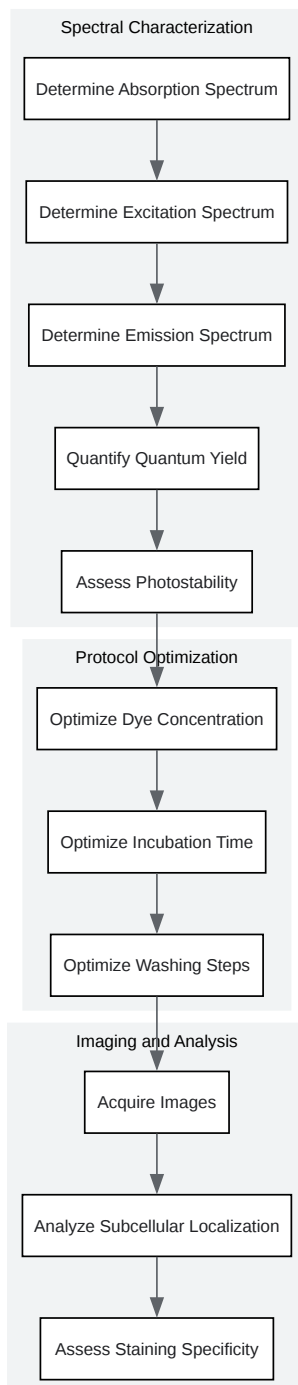 Spectral Characterization
Determine Absorption Spectrum
Determine Excitation Spectrum
Determine Emission Spectrum
Quantify Quantum Yield
Assess Photostability
Protocol Optimization
Optimize Dye Concentration
Optimize Incubation Time
Optimize Washing Steps
Imaging and Analysis
Acquire Images
Analyze Subcellular Localization
Assess Staining Specificity